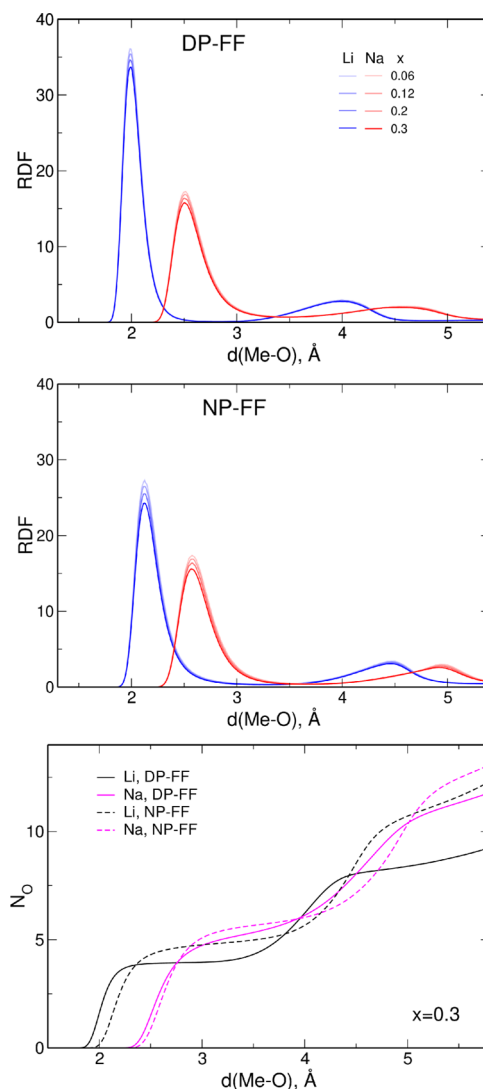 DP-FF
Li Na x
0.06
0.12
0.2
0.3
40
30
20
10
0
RDF
2 3 4 5
d(Me-O), Å
NP-FF
40
30
20
10
0
RDF
2 3 4 5
d(Me-O), Å
Li, DP-FF
Na, DP-FF
Li, NP-FF
Na, NP-FF
10
5
0
N_O
x=0.3
2 3 4 5
d(Me-O), Å